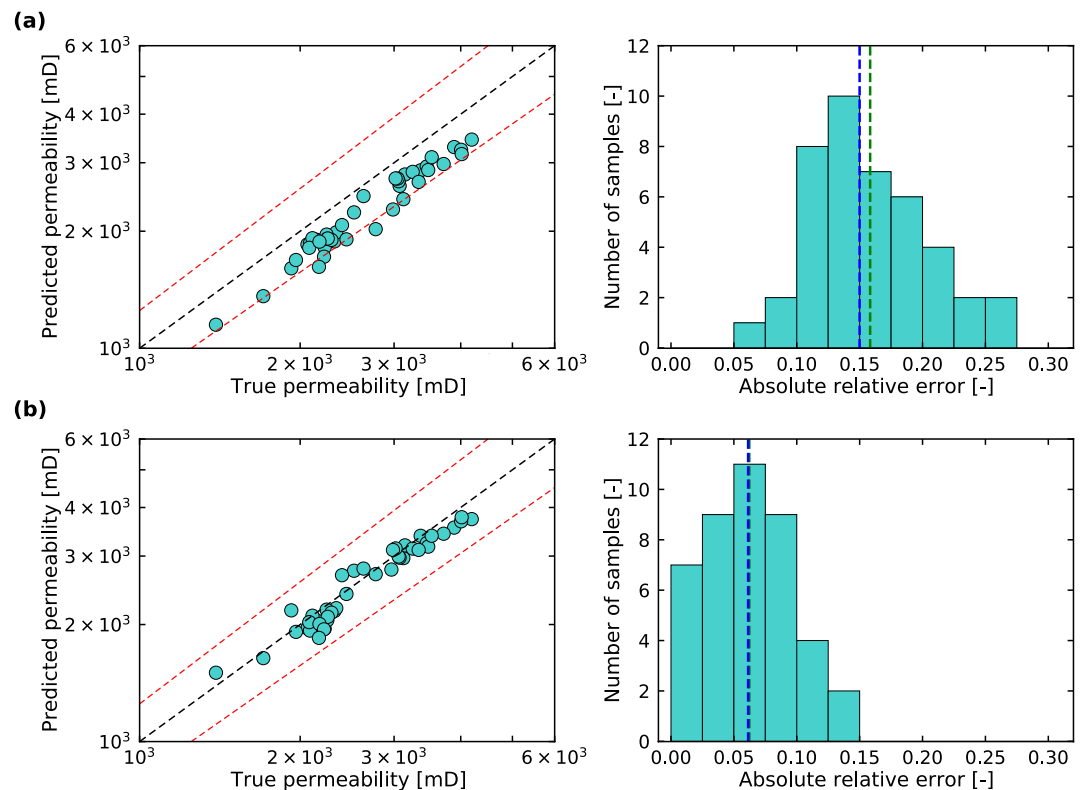 (a)
6 × 10³
3 × 10³
2 × 10³
10³
Predicted permeability [mD]
10³
2 × 10³
3 × 10³
6 × 10³
True permeability [mD]
12
10
8
6
4
2
0
Number of samples [-]
0.00
0.05
0.10
0.15
0.20
0.25
0.30
Absolute relative error [-]
(b)
6 × 10³
4 × 10³
3 × 10³
2 × 10³
10³
Predicted permeability [mD]
10³
2 × 10³
3 × 10³
6 × 10³
True permeability [mD]
12
10
8
6
4
2
0
Number of samples [-]
0.00
0.05
0.10
0.15
0.20
0.25
0.30
Absolute relative error [-]